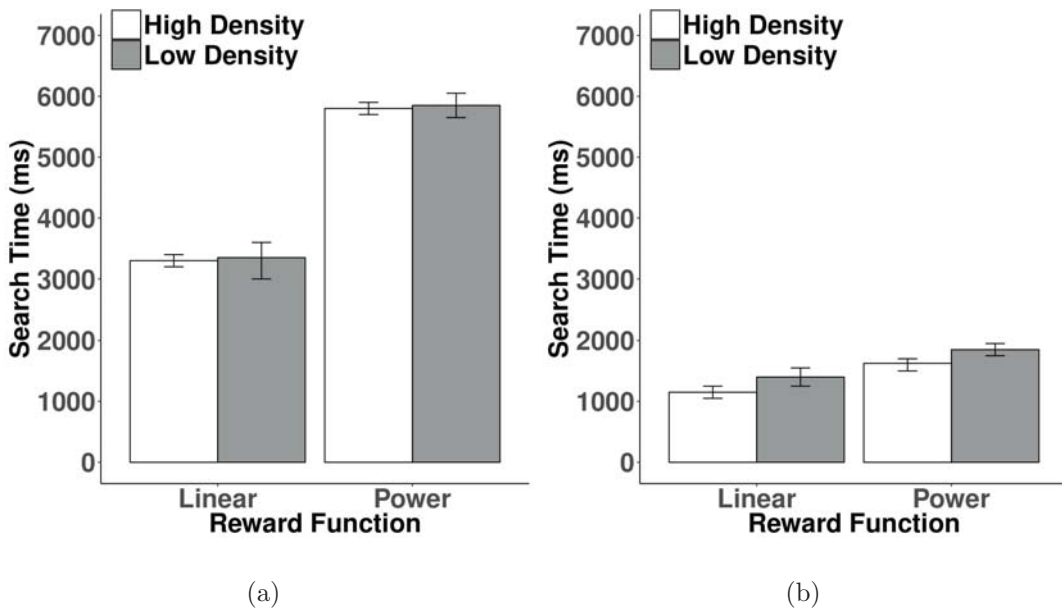 High Density
Low Density
7000
6000
5000
4000
3000
2000
1000
0
Search Time (ms)
Linear
Power
Reward Function
(a)
High Density
Low Density
7000
6000
5000
4000
3000
2000
1000
0
Search Time (ms)
Linear
Power
Reward Function
(b)